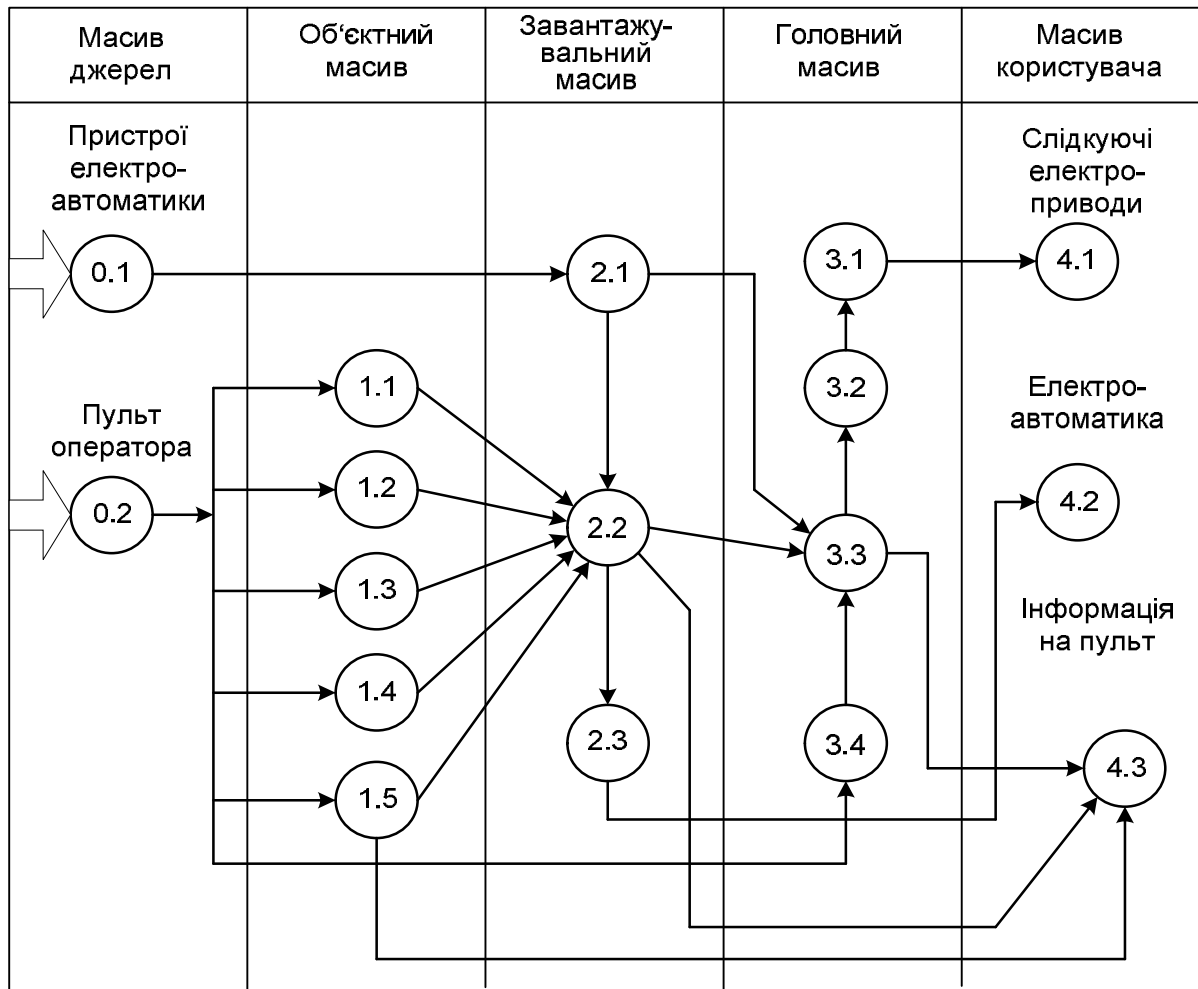 Масив
джерел
Об‘єктний
масив
Завантажу-
вальний
масив
Головний
масив
Масив
користувача
Пристрої
електро-
автоматики
Слідкуючі
електро-
приводи
0.1
2.1
3.1
4.1
1.1
3.2
Пульт
оператора
Електро-
автоматика
0.2
1.2
2.2
3.3
4.2
1.3
Інформація
на пульт
1.4
2.3
3.4
4.3
1.5